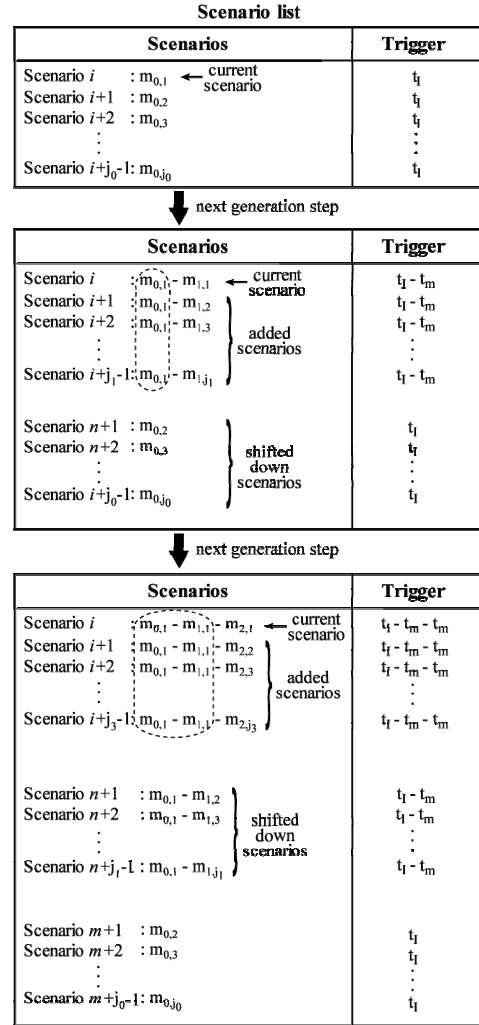 Scenario list
Scenarios Trigger
Scenario i : m0,1 ← current scenario tI
Scenario i+1 : m0,2 tI
Scenario i+2 : m0,3 tI
⋮ ⋮ ⋮
Scenario i+j0-1: m0,j0 tI
next generation step
Scenarios Trigger
Scenario i : m0,1 - m1,1 ← current scenario tI - tm
Scenario i+1 : m0,1 - m1,2 tI - tm
Scenario i+2 : m0,1 - m1,3 tI - tm
added scenarios
⋮ ⋮ ⋮
Scenario i+j1-1: m0,1 - m1,j1 tI - tm
Scenario n+1 : m0,2 tI
Scenario n+2 : m0,3 tI
shifted down scenarios
⋮ ⋮ ⋮
Scenario i+j0-1: m0,j0 tI
next generation step
Scenarios Trigger
Scenario i : m0,1 - m1,1 - m2,1 ← current scenario tI - tm - tm
Scenario i+1 : m0,1 - m1,1 - m2,2 tI - tm - tm
Scenario i+2 : m0,1 - m1,1 - m2,3 tI - tm - tm
added scenarios
⋮ ⋮ ⋮
Scenario i+j3-1: m0,1 - m1,1 - m2,j3 tI - tm - tm
Scenario n+1 : m0,1 - m1,2 tI - tm
Scenario n+2 : m0,1 - m1,3 tI - tm
shifted down scenarios
⋮ ⋮ ⋮
Scenario n+j1-1 : m0,1 - m1,j1 tI - tm
Scenario m+1 : m0,2 tI
Scenario m+2 : m0,3 tI
⋮ ⋮ ⋮
Scenario m+j0-1: m0,j0 tI